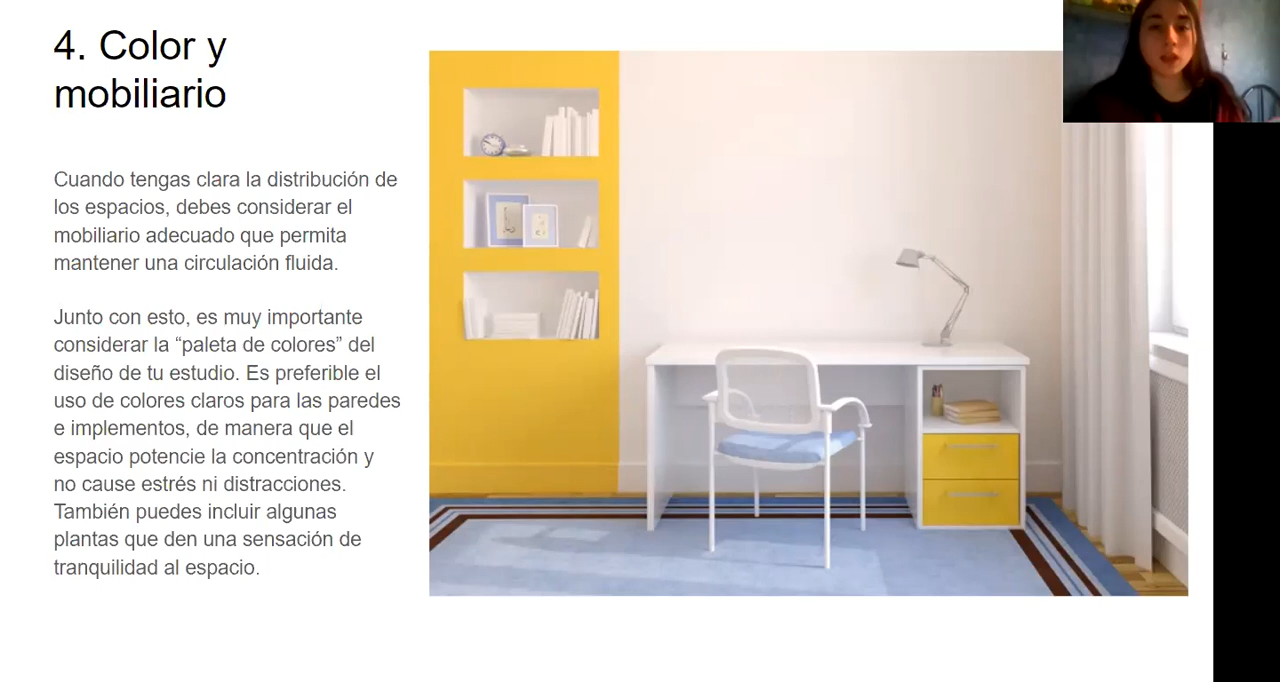 4. Color y
mobiliario
Cuando tengas clara la distribución de
los espacios, debes considerar el
mobiliario adecuado que permita
mantener una circulación fluida.
Junto con esto, es muy importante
considerar la “paleta de colores” del
diseño de tu estudio. Es preferible el
uso de colores claros para las paredes
e implementos, de manera que el
espacio potencie la concentración y
no cause estrés ni distracciones.
También puedes incluir algunas
plantas que den una sensación de
tranquilidad al espacio.